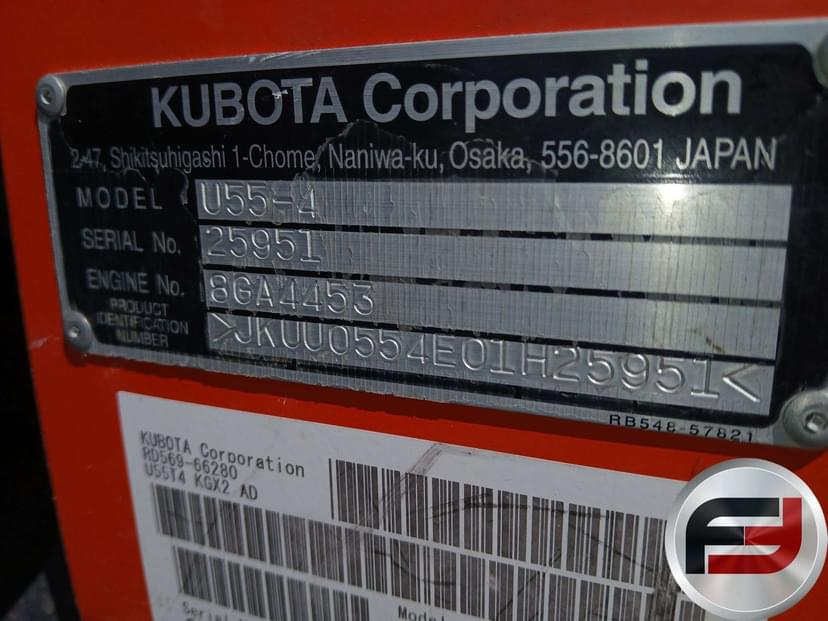 KUBOTA Corporation
2-47, Shikitsuhigashi 1-Chome, Naniwa-ku, Osaka, 556-8601 JAPAN
MODEL U55-4
SERIAL No. 25951
ENGINE No. 8GA4453
PRODUCT
IDENTIFICATION
NUMBER
>JKUU0554E01H25951<
RB548-57821
KUBOTA Corporation
RD569-66280
U55T4 KGX2 AD
Serial
Model